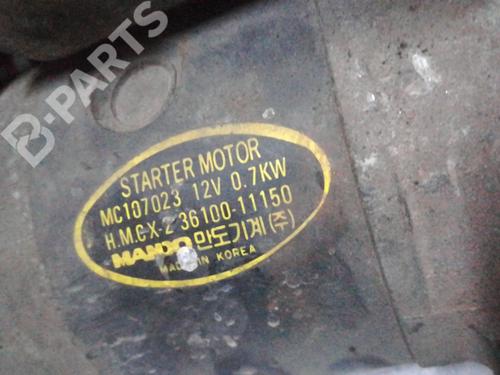 B-PARTS
STARTER MOTOR
MC107023 12V 0.7KW
H.M.C X-2 36100-11150
MANDO 만도기계(주)
MADE IN KOREA